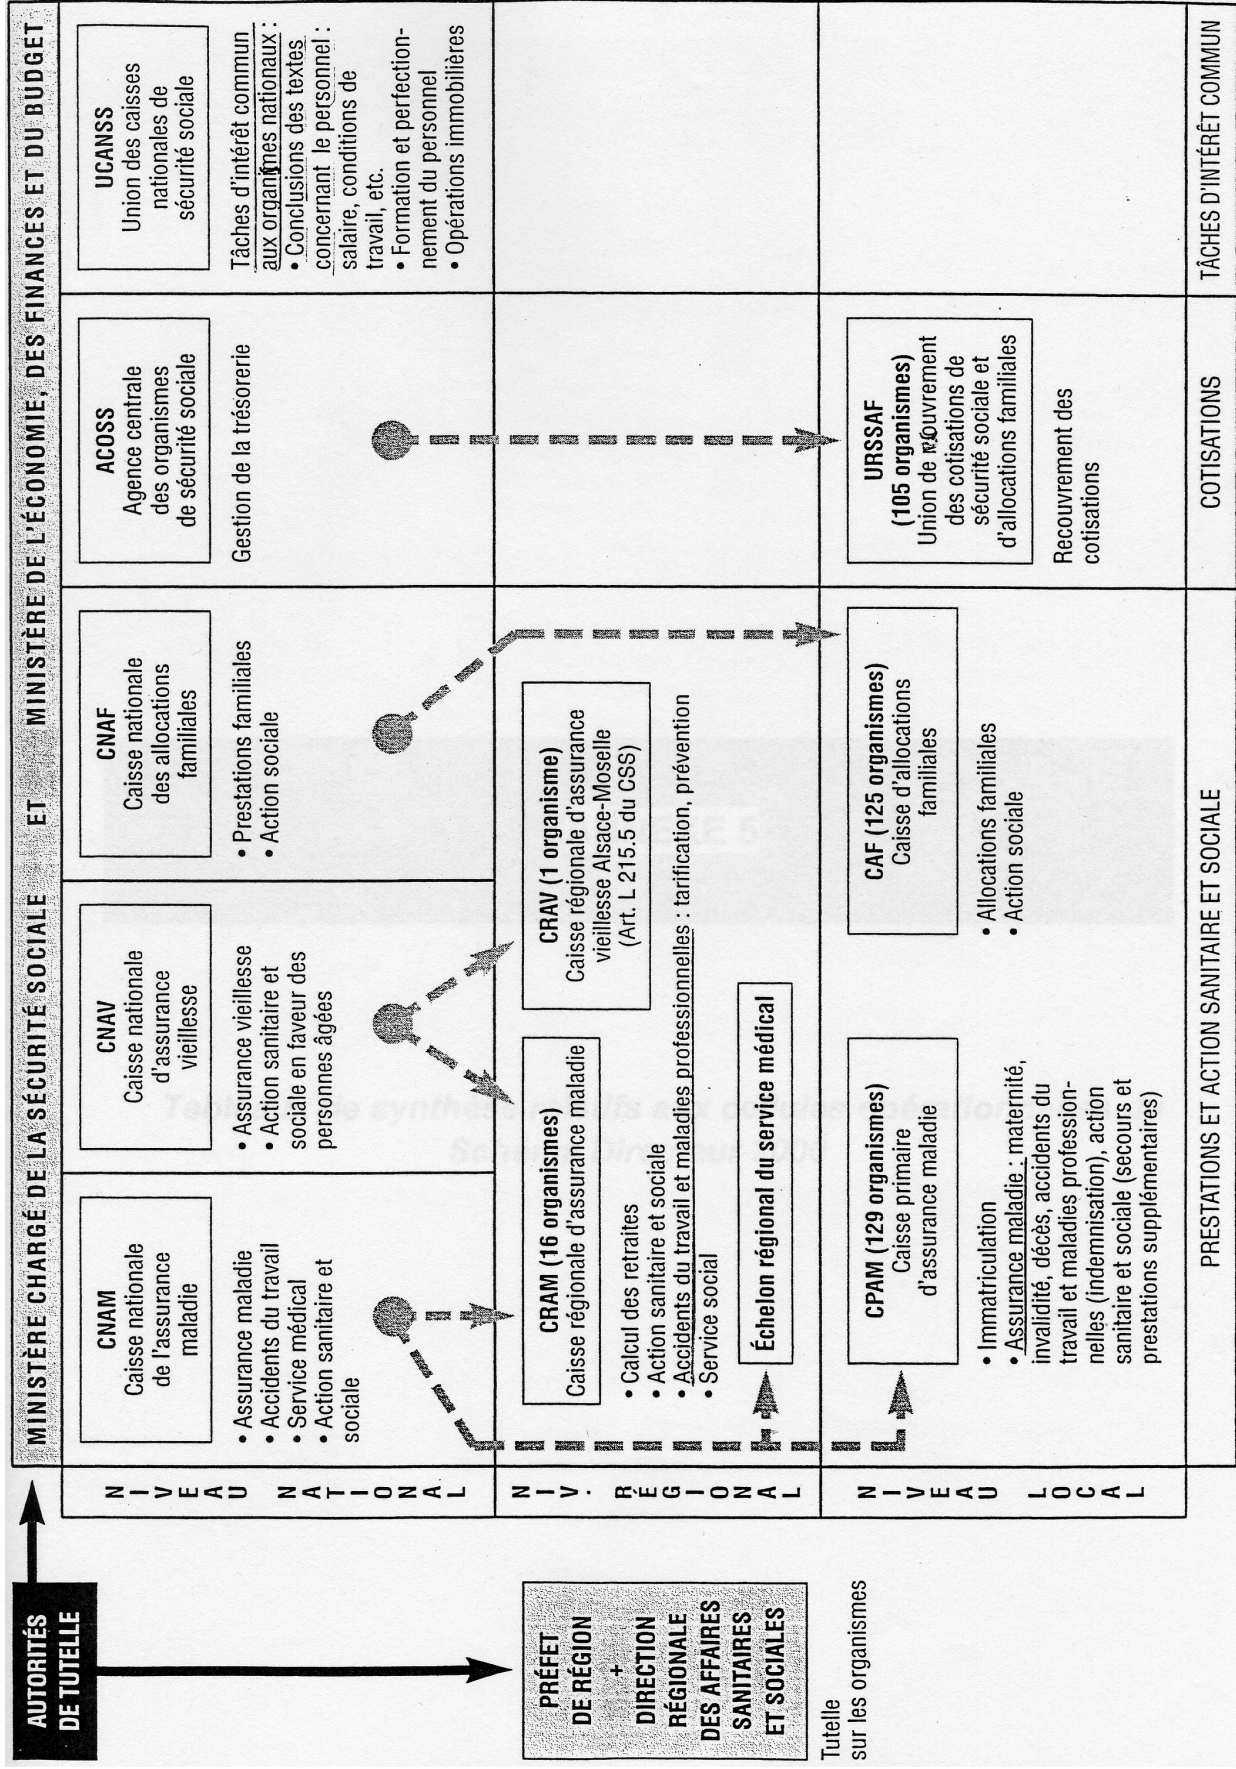 AUTORITÉS
DE TUTELLE
MINISTÈRE CHARGÉ DE LA SÉCURITÉ SOCIALE ET MINISTÈRE DE L'ÉCONOMIE, DES FINANCES ET DU BUDGET
NIVEAU NATIONAL
CNAM
Caisse nationale
de l'assurance
maladie
• Assurance maladie
• Accidents du travail
• Service médical
• Action sanitaire et
sociale
CNAV
Caisse nationale
d'assurance
vieillesse
• Assurance vieillesse
• Action sanitaire et
sociale en faveur des
personnes âgées
CNAF
Caisse nationale
des allocations
familiales
• Prestations familiales
• Action sociale
ACOSS
Agence centrale
des organismes
de sécurité sociale
Gestion de la trésorerie
UCANSS
Union des caisses
nationales de
sécurité sociale
Tâches d'intérêt commun
aux organismes nationaux :
• Conclusions des textes
concernant le personnel :
salaire, conditions de
travail, etc.
• Formation et perfection-
nement du personnel
• Opérations immobilières
PRÉFET
DE RÉGION
+
DIRECTION
RÉGIONALE
DES AFFAIRES
SANITAIRES
ET SOCIALES
Tutelle
sur les organismes
NIV. RÉGIONAL
CRAM (16 organismes)
Caisse régionale d'assurance maladie
• Calcul des retraites
• Action sanitaire et sociale
• Accidents du travail et maladies professionnelles : tarification, prévention
• Service social
CRAV (1 organisme)
Caisse régionale d'assurance
vieillesse Alsace-Moselle
(Art. L 215.5 du CSS)
Échelon régional du service médical
NIVEAU LOCAL
CPAM (129 organismes)
Caisse primaire
d'assurance maladie
• Immatriculation
• Assurance maladie : maternité,
invalidité, décès, accidents du
travail et maladies profession-
nelles (indemnisation), action
sanitaire et sociale (secours et
prestations supplémentaires)
CAF (125 organismes)
Caisse d'allocations
familiales
• Allocations familiales
• Action sociale
URSSAF
(105 organismes)
Union de recouvrement
des cotisations de
sécurité sociale et
d'allocations familiales
Recouvrement des
cotisations
PRESTATIONS ET ACTION SANITAIRE ET SOCIALE
COTISATIONS
TÂCHES D'INTÉRÊT COMMUN